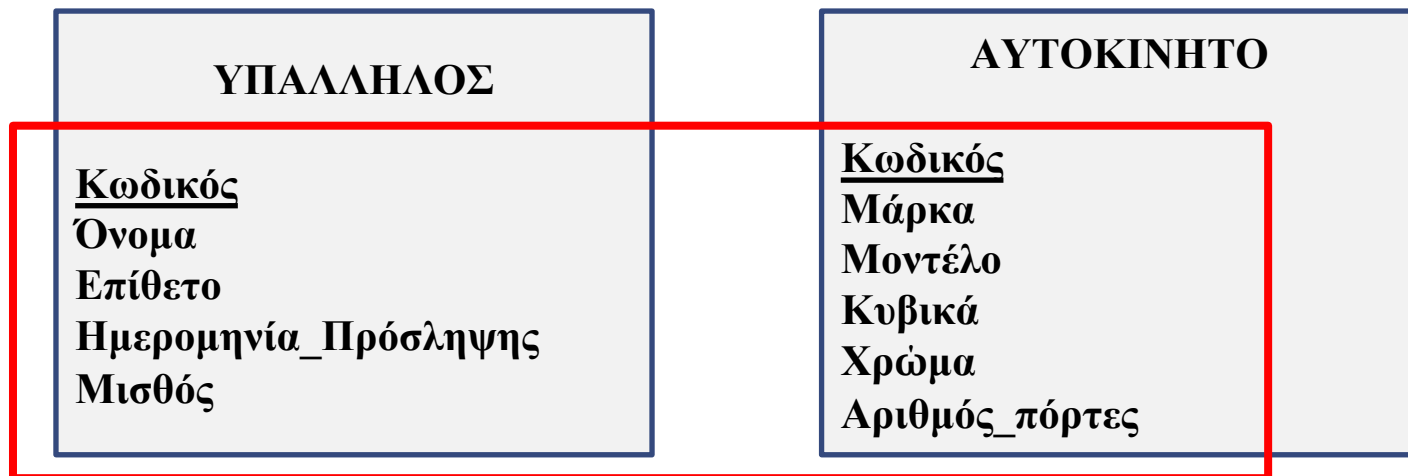 ΥΠΑΛΛΗΛΟΣ
Κωδικός
Όνομα
Επίθετο
Ημερομηνία_Πρόσληψης
Μισθός
ΑΥΤΟΚΙΝΗΤΟ
Κωδικός
Μάρκα
Μοντέλο
Κυβικά
Χρώμα
Αριθμός_πόρτες